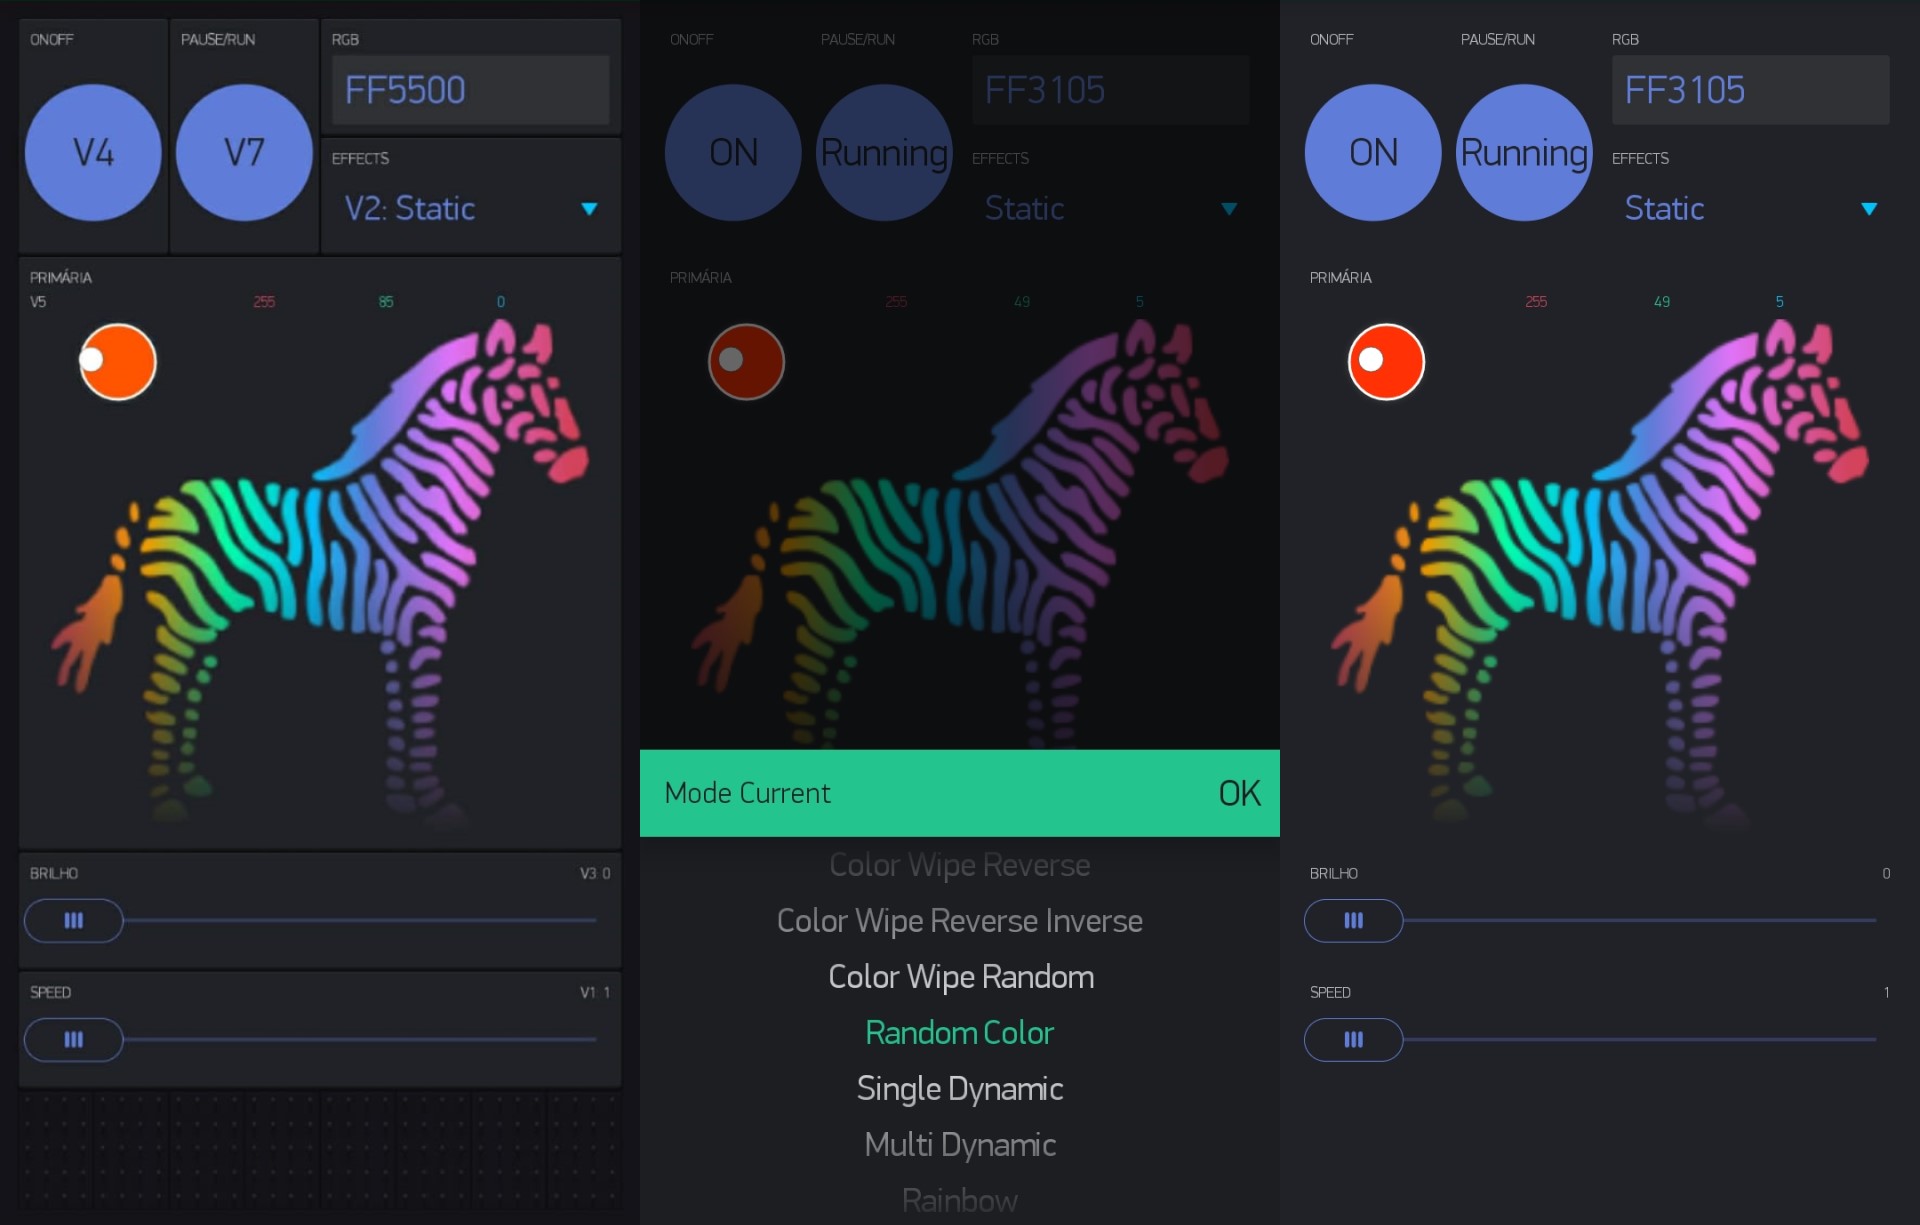 ONOFF
PAUSE/RUN
RGB
FF5500
V4
V7
EFFECTS
V2: Static
PRIMÁRIA
V5
255
85
0
BRILHO
V3 0
SPEED
V1: 1
ONOFF
PAUSE/RUN
RGB
FF3105
ON
Running
EFFECTS
Static
PRIMÁRIA
255
49
5
Mode Current
OK
Color Wipe Reverse
Color Wipe Reverse Inverse
Color Wipe Random
Random Color
Single Dynamic
Multi Dynamic
Rainbow
ONOFF
PAUSE/RUN
RGB
FF3105
ON
Running
EFFECTS
Static
PRIMÁRIA
255
49
5
BRILHO
0
SPEED
1